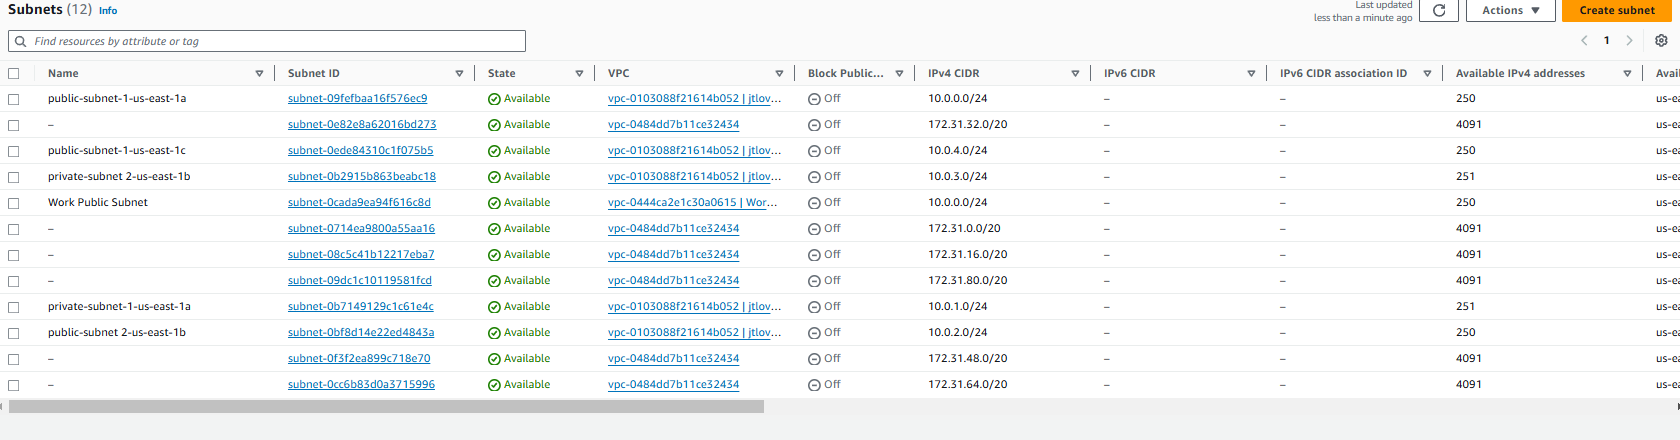 Subnets (12) Info
Last updated
less than a minute ago
Actions
Create subnet
Find resources by attribute or tag
1
Name Subnet ID State VPC Block Public... IPv4 CIDR IPv6 CIDR IPv6 CIDR association ID Available IPv4 addresses Avai
public-subnet-1-us-east-1a subnet-09fefbaa16f576ec9 Available vpc-0103088f21614b052 | jtlov... Off 10.0.0.0/24 – – 250 us-ea
– subnet-0e82e8a62016bd273 Available vpc-0484dd7b11ce32434 Off 172.31.32.0/20 – – 4091 us-ea
public-subnet-1-us-east-1c subnet-0ede84310c1f075b5 Available vpc-0103088f21614b052 | jtlov... Off 10.0.4.0/24 – – 250 us-ea
private-subnet 2-us-east-1b subnet-0b2915b863beabc18 Available vpc-0103088f21614b052 | jtlov... Off 10.0.3.0/24 – – 251 us-ea
Work Public Subnet subnet-0cada9ea94f616c8d Available vpc-0444ca2e1c30a0615 | Wor... Off 10.0.0.0/24 – – 250 us-ea
– subnet-0714ea9800a55aa16 Available vpc-0484dd7b11ce32434 Off 172.31.0.0/20 – – 4091 us-ea
– subnet-08c5c41b12217eba7 Available vpc-0484dd7b11ce32434 Off 172.31.16.0/20 – – 4091 us-ea
– subnet-09dc1c10119581fcd Available vpc-0484dd7b11ce32434 Off 172.31.80.0/20 – – 4091 us-ea
private-subnet-1-us-east-1a subnet-0b7149129c1c61e4c Available vpc-0103088f21614b052 | jtlov... Off 10.0.1.0/24 – – 251 us-ea
public-subnet 2-us-east-1b subnet-0bf8d14e22ed4843a Available vpc-0103088f21614b052 | jtlov... Off 10.0.2.0/24 – – 250 us-ea
– subnet-0f3f2ea899c718e70 Available vpc-0484dd7b11ce32434 Off 172.31.48.0/20 – – 4091 us-ea
– subnet-0cc6b83d0a3715996 Available vpc-0484dd7b11ce32434 Off 172.31.64.0/20 – – 4091 us-ea